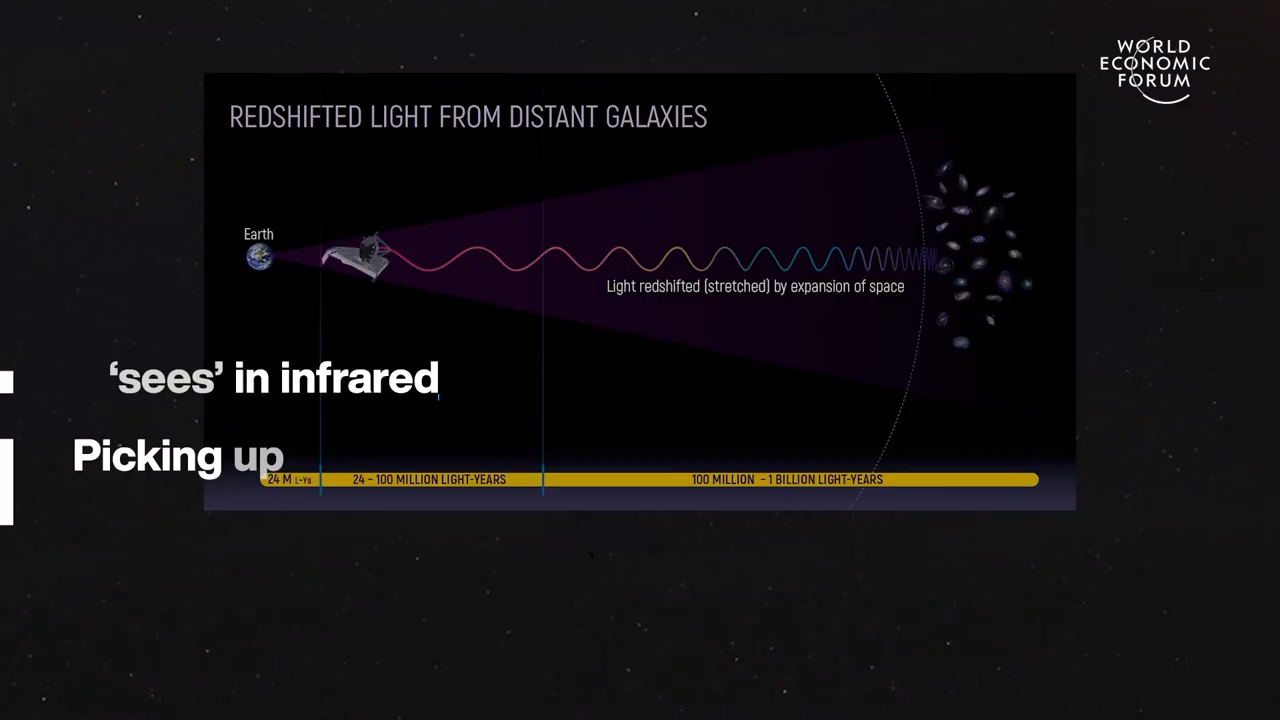 WORLD
ECONOMIC
FORUM
REDSHIFTED LIGHT FROM DISTANT GALAXIES
Earth
Light redshifted (stretched) by expansion of space
‘sees’ in infrared
Picking up
24 M L-Ys
24 – 100 MILLION LIGHT-YEARS
100 MILLION – 1 BILLION LIGHT-YEARS